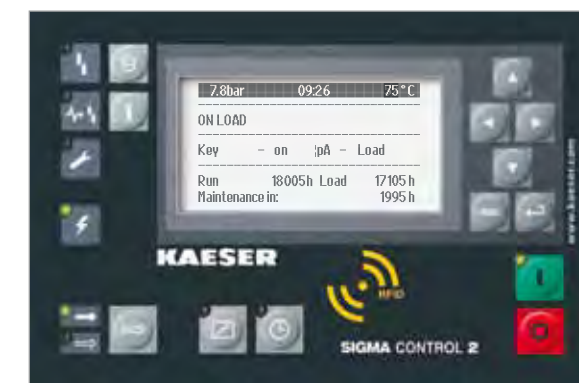 7.8bar 09:26 75°C
ON LOAD
Key - on ¦pA - Load
Run 18005h Load 17105h
Maintenance in: 1995h
www.kaeser.com
KAESER
RFID
I
O
SIGMA CONTROL 2